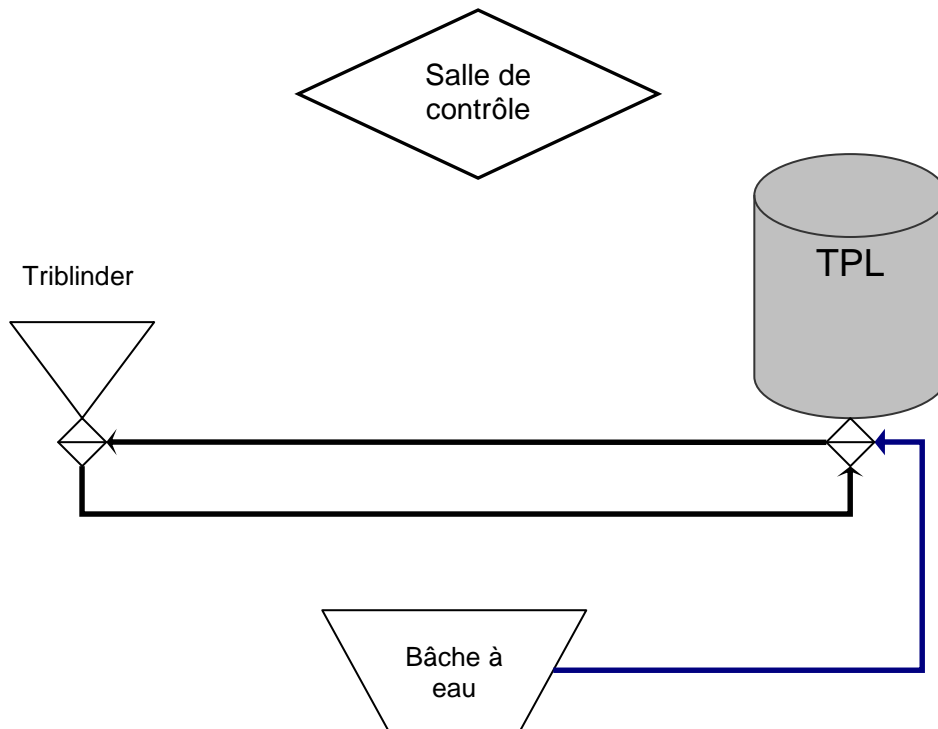 Salle de
contrôle
TPL
Triblinder
Bâche à
eau